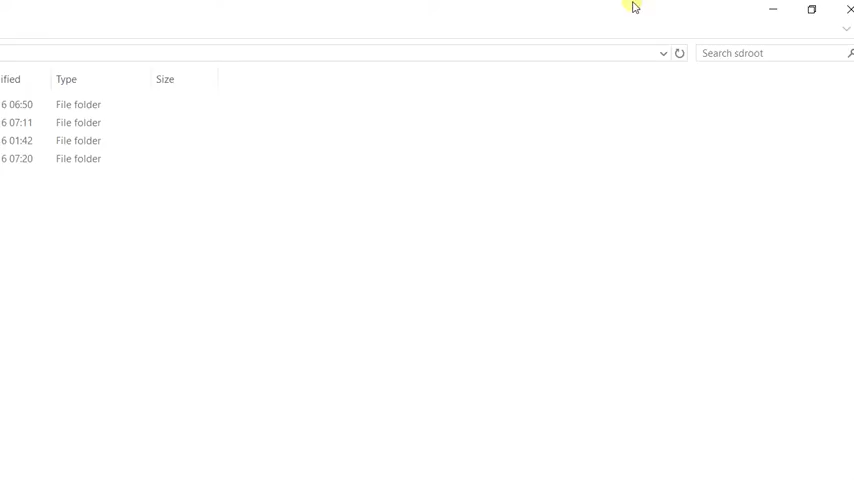 Search sdroot
ified Type Size
6 06:50 File folder
6 07:11 File folder
6 01:42 File folder
6 07:20 File folder